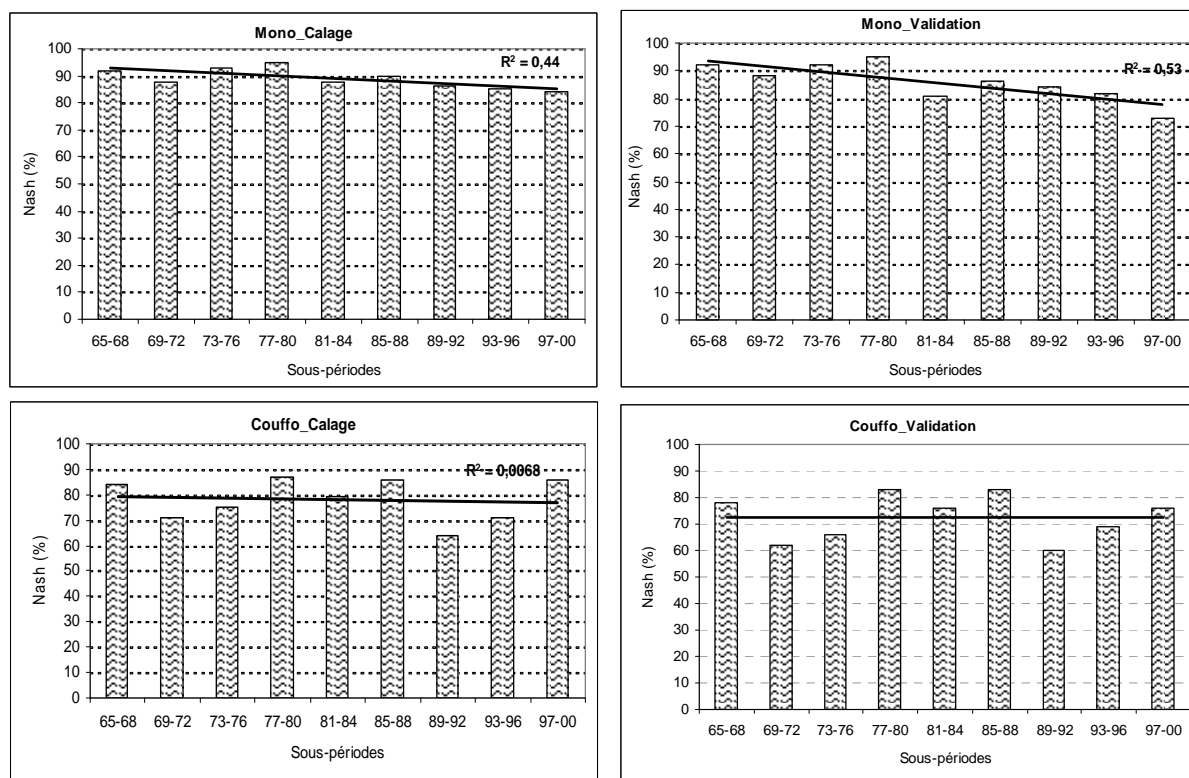 Mono_Calage
R² = 0,44
Nash (%)
100
90
80
70
60
50
40
30
20
10
0
65-68 69-72 73-76 77-80 81-84 85-88 89-92 93-96 97-00
Sous-périodes
Mono_Validation
R² = 0,53
Nash (%)
100
90
80
70
60
50
40
30
20
10
0
65-68 69-72 73-76 77-80 81-84 85-88 89-92 93-96 97-00
Sous-périodes
Couffo_Calage
R² = 0,0068
Nash (%)
100
90
80
70
60
50
40
30
20
10
0
65-68 69-72 73-76 77-80 81-84 85-88 89-92 93-96 97-00
Sous-périodes
Couffo_Validation
Nash (%)
100
90
80
70
60
50
40
30
20
10
0
65-68 69-72 73-76 77-80 81-84 85-88 89-92 93-96 97-00
Sous-périodes